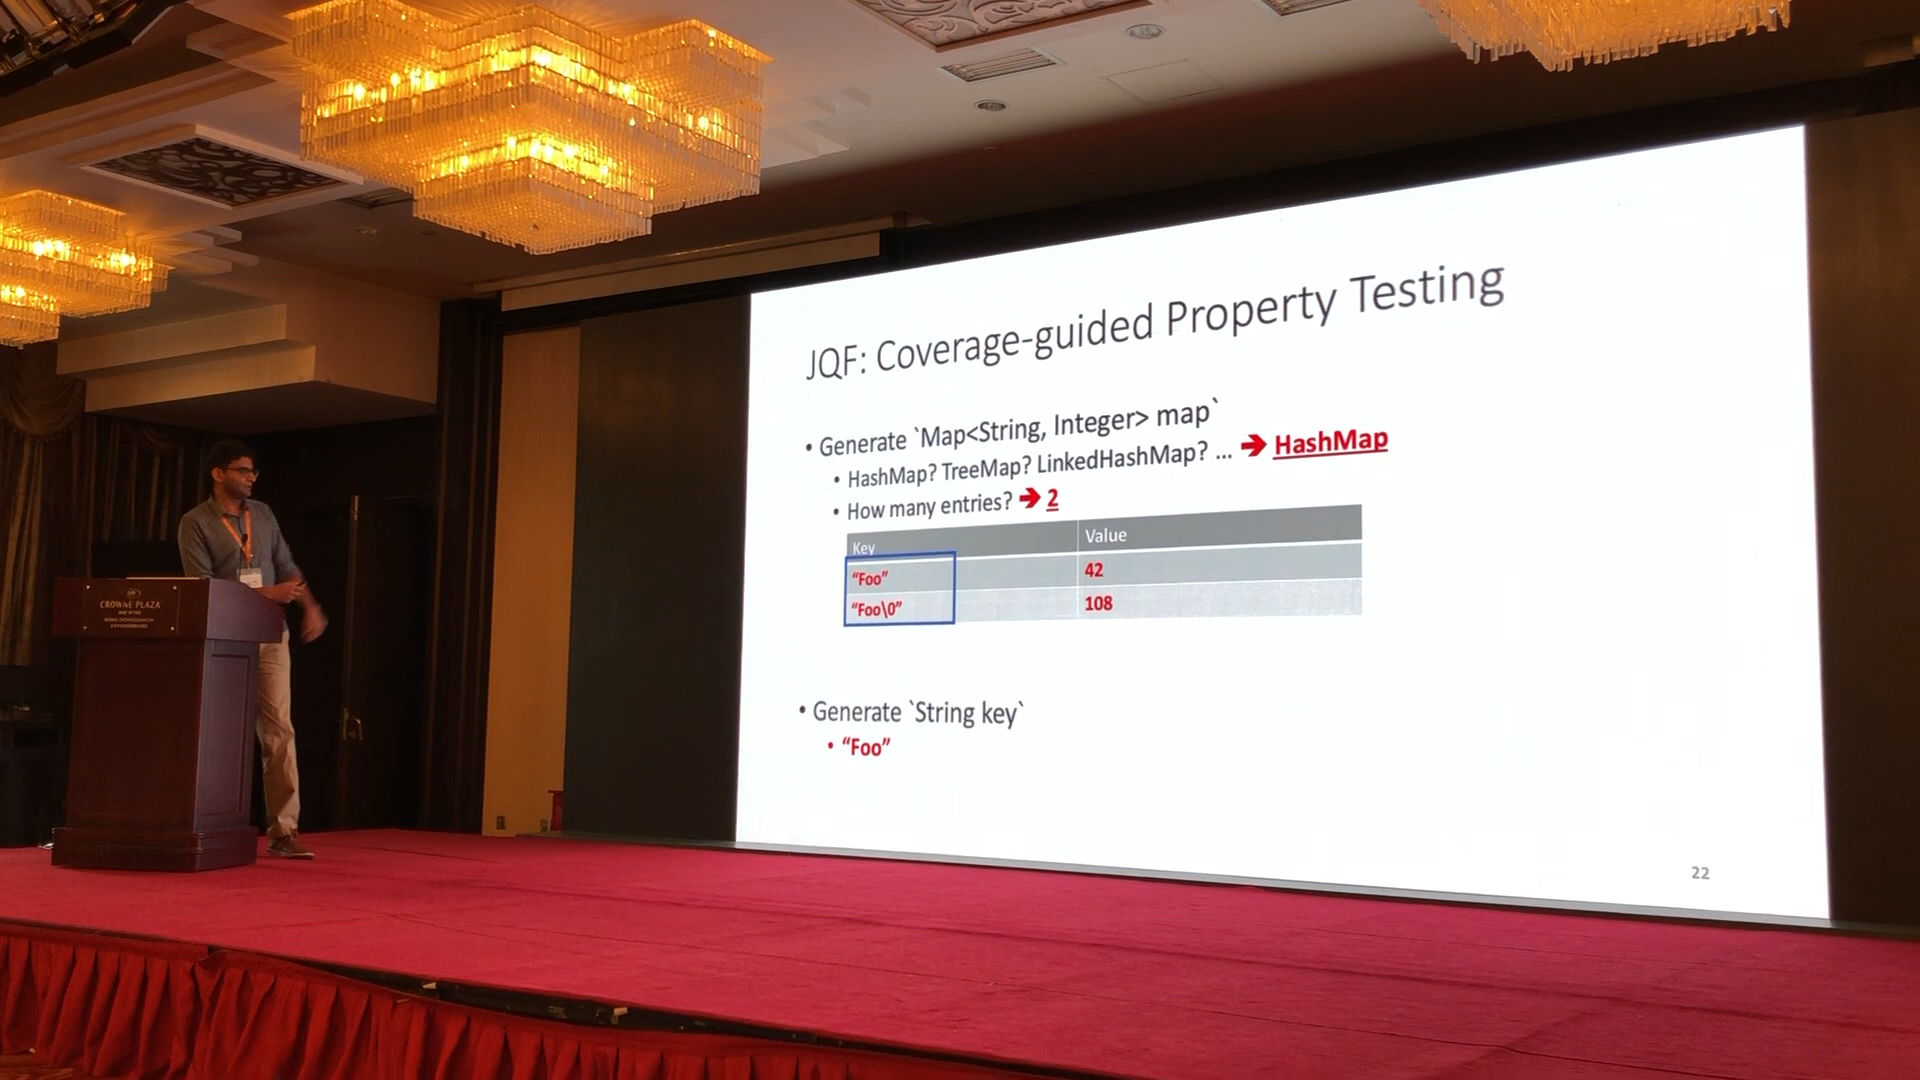 JQF: Coverage-guided Property Testing
• Generate `Map<String, Integer> map`
• HashMap? TreeMap? LinkedHashMap? ... ➔ HashMap
• How many entries? ➔ 2
Key Value
“Foo” 42
“Foo\0” 108
• Generate `String key`
• “Foo”
22
CROWNE PLAZA